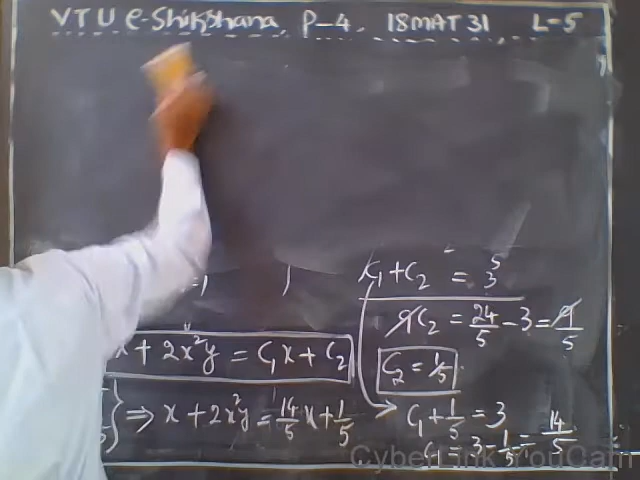 VTU e-Shikshana P-4. 18MAT31 L-5
C₁ + C₂ = 3
9C₂ = 24/5 - 3 = 9/5
C₂ = 1/5
x + 2x²y = C₁x + C₂
} ⇒ x + 2x²y = 14/5 x + 1/5
C₁ + 1/5 = 3
C₁ = 3 - 1/5 = 14/5
CyberLink YouCam